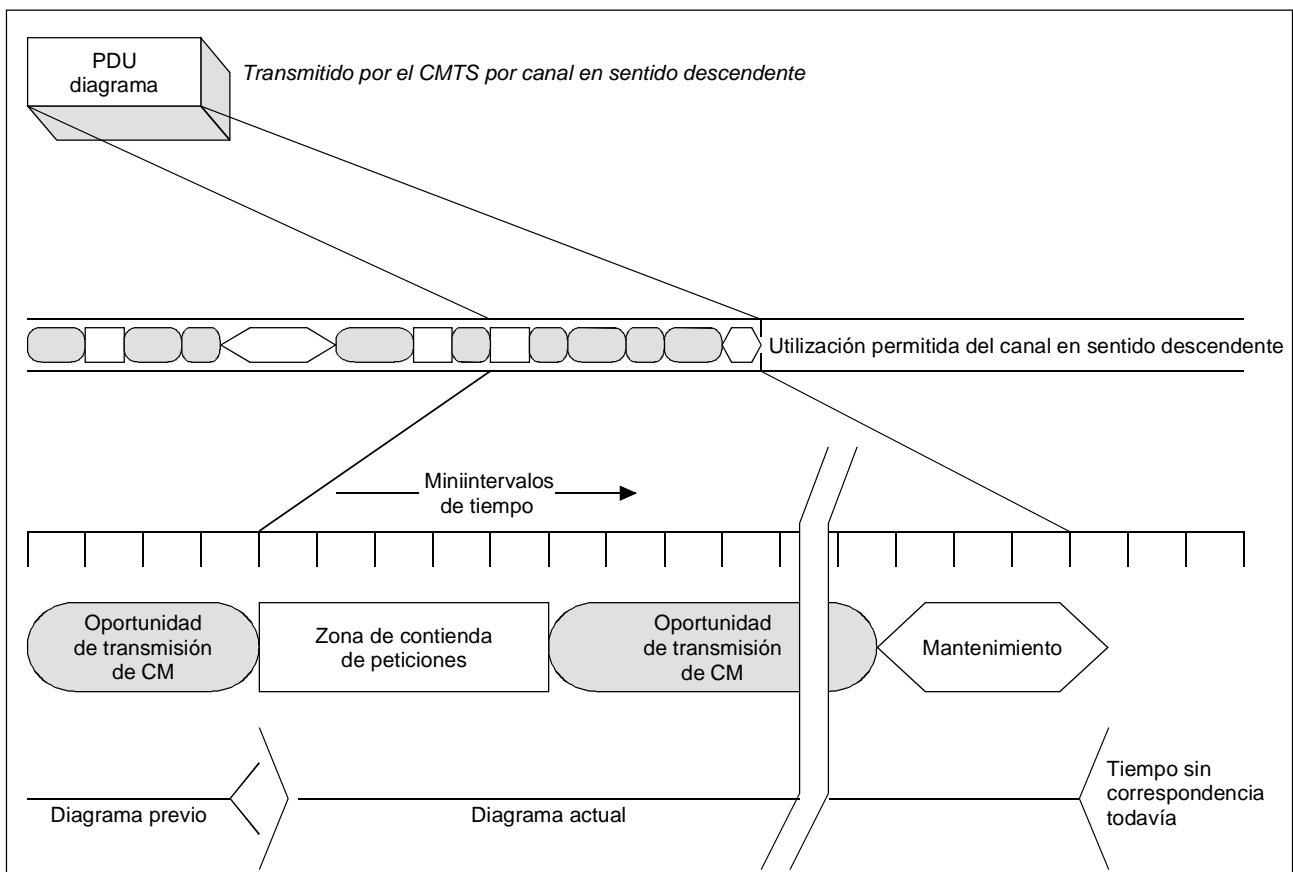 PDU
diagrama
Transmitido por el CMTS por canal en sentido descendente
Utilización permitida del canal en sentido descendente
Miniintervalos
de tiempo
Oportunidad
de transmisión
de CM
Zona de contienda
de peticiones
Oportunidad
de transmisión
de CM
Mantenimiento
Diagrama previo
Diagrama actual
Tiempo sin
correspondencia
todavía